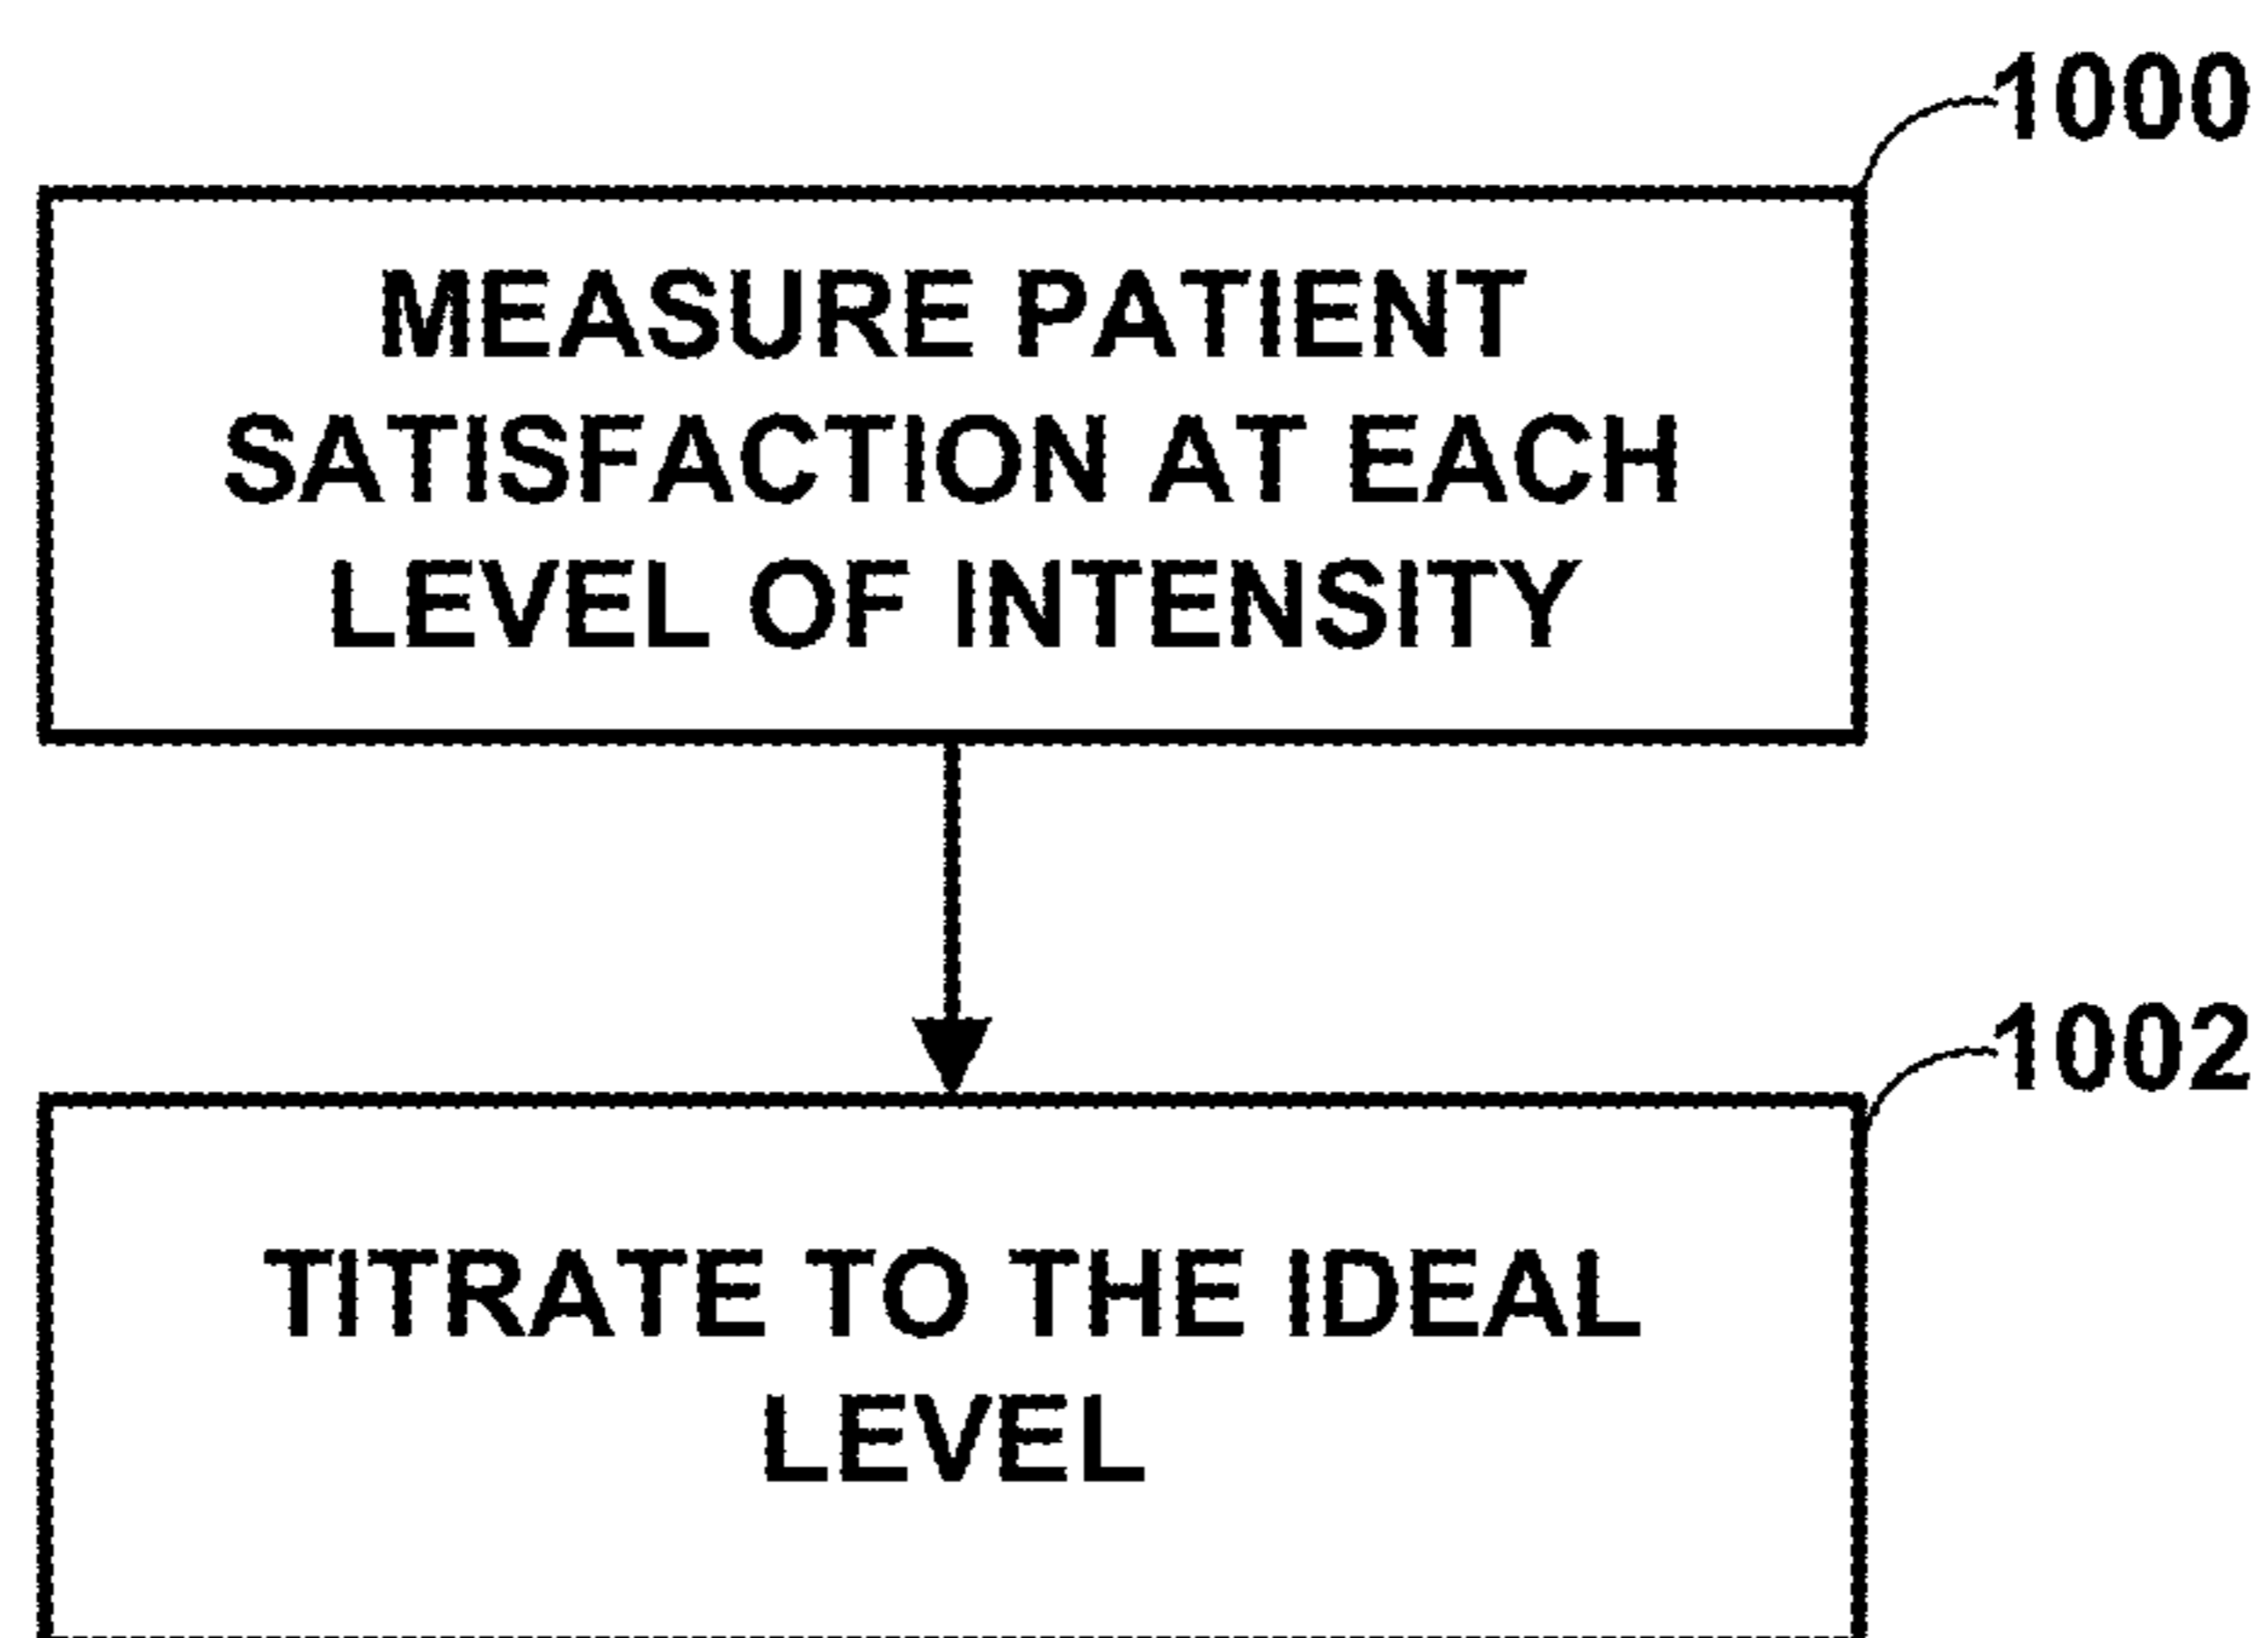 1000
MEASURE PATIENT
SATISFACTION AT EACH
LEVEL OF INTENSITY
1002
TITRATE TO THE IDEAL
LEVEL